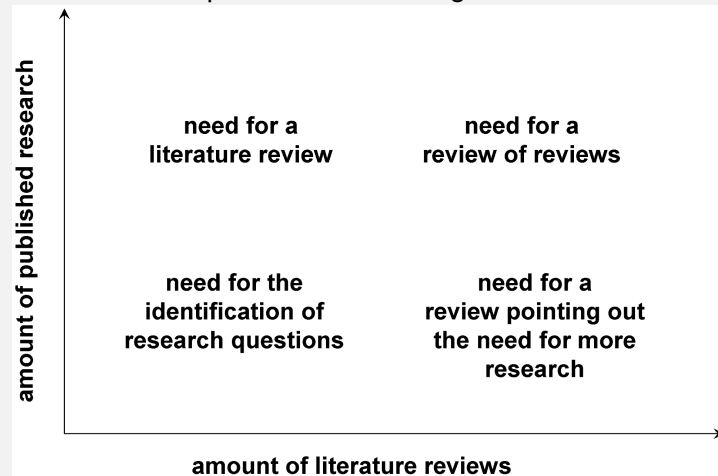 amount of published research
need for a
literature review
need for a
review of reviews
need for the
identification of
research questions
need for a
review pointing out
the need for more
research
amount of literature reviews